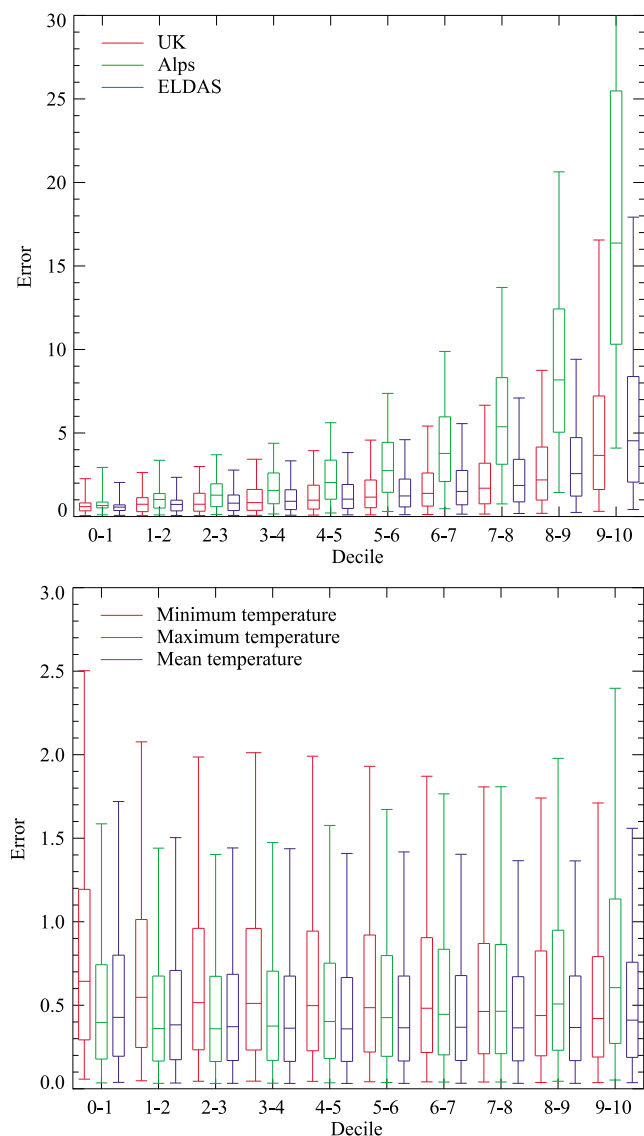 30
UK
Alps
ELDAS
25
20
15
10
5
0
Error
0-1 1-2 2-3 3-4 4-5 5-6 6-7 7-8 8-9 9-10
Decile
3.0
Minimum temperature
Maximum temperature
Mean temperature
2.5
2.0
1.5
1.0
0.5
0.0
Error
0-1 1-2 2-3 3-4 4-5 5-6 6-7 7-8 8-9 9-10
Decile